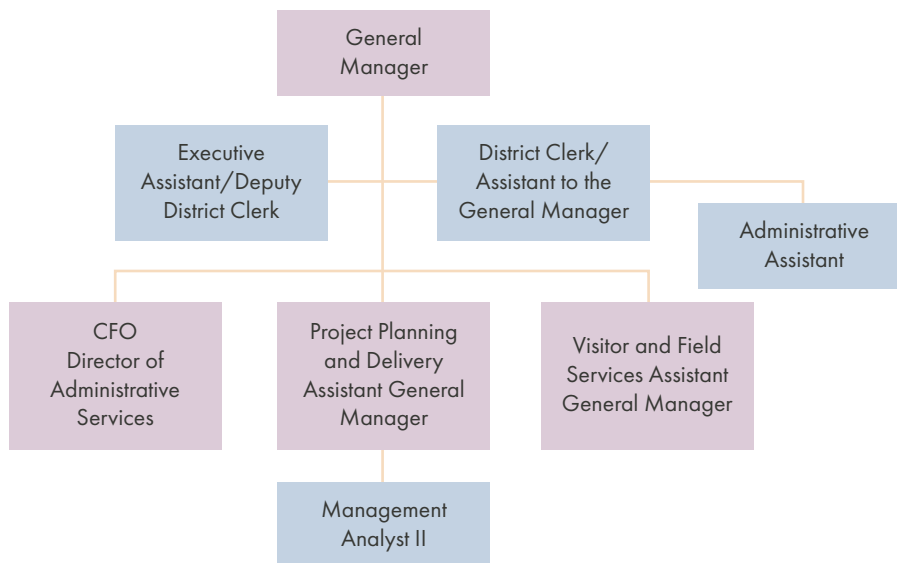 General
Manager
Executive
Assistant/Deputy
District Clerk
District Clerk/
Assistant to the
General Manager
Administrative
Assistant
CFO
Director of
Administrative
Services
Project Planning
and Delivery
Assistant General
Manager
Visitor and Field
Services Assistant
General Manager
Management
Analyst II